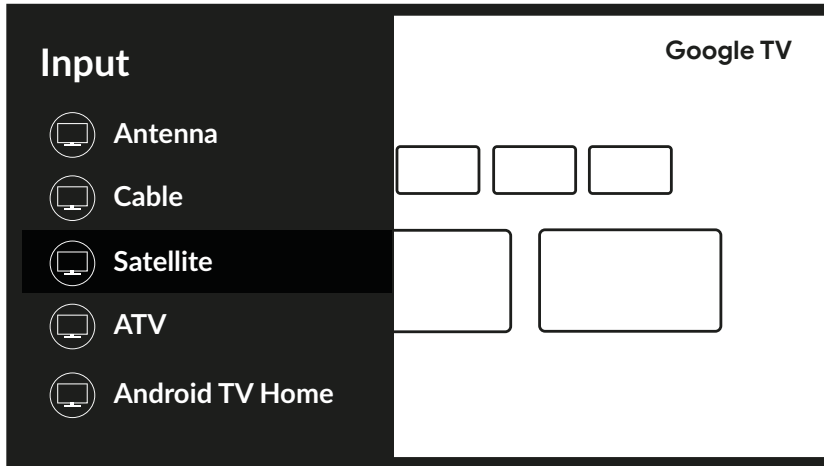 Input
Google TV
Antenna
Cable
Satellite
ATV
Android TV Home